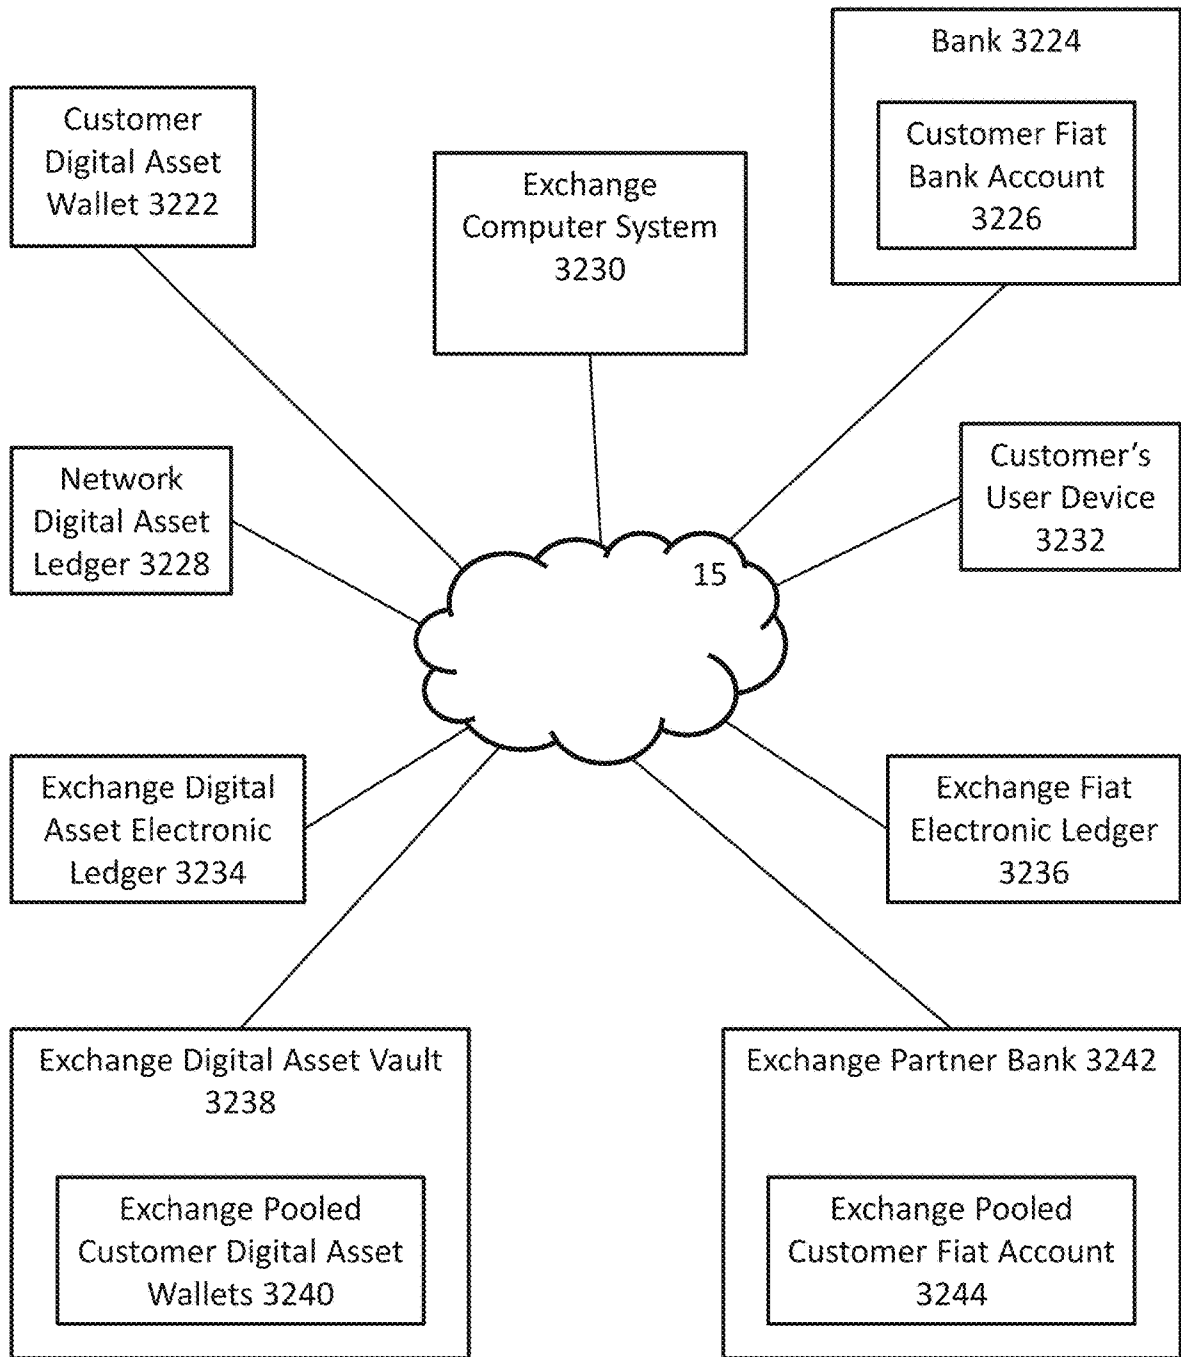 Bank 3224
Customer Fiat
Bank Account
3226
Customer
Digital Asset
Wallet 3222
Exchange
Computer System
3230
Network
Digital Asset
Ledger 3228
Customer’s
User Device
3232
15
Exchange Digital
Asset Electronic
Ledger 3234
Exchange Fiat
Electronic Ledger
3236
Exchange Digital Asset Vault
3238
Exchange Pooled
Customer Digital Asset
Wallets 3240
Exchange Partner Bank 3242
Exchange Pooled
Customer Fiat Account
3244